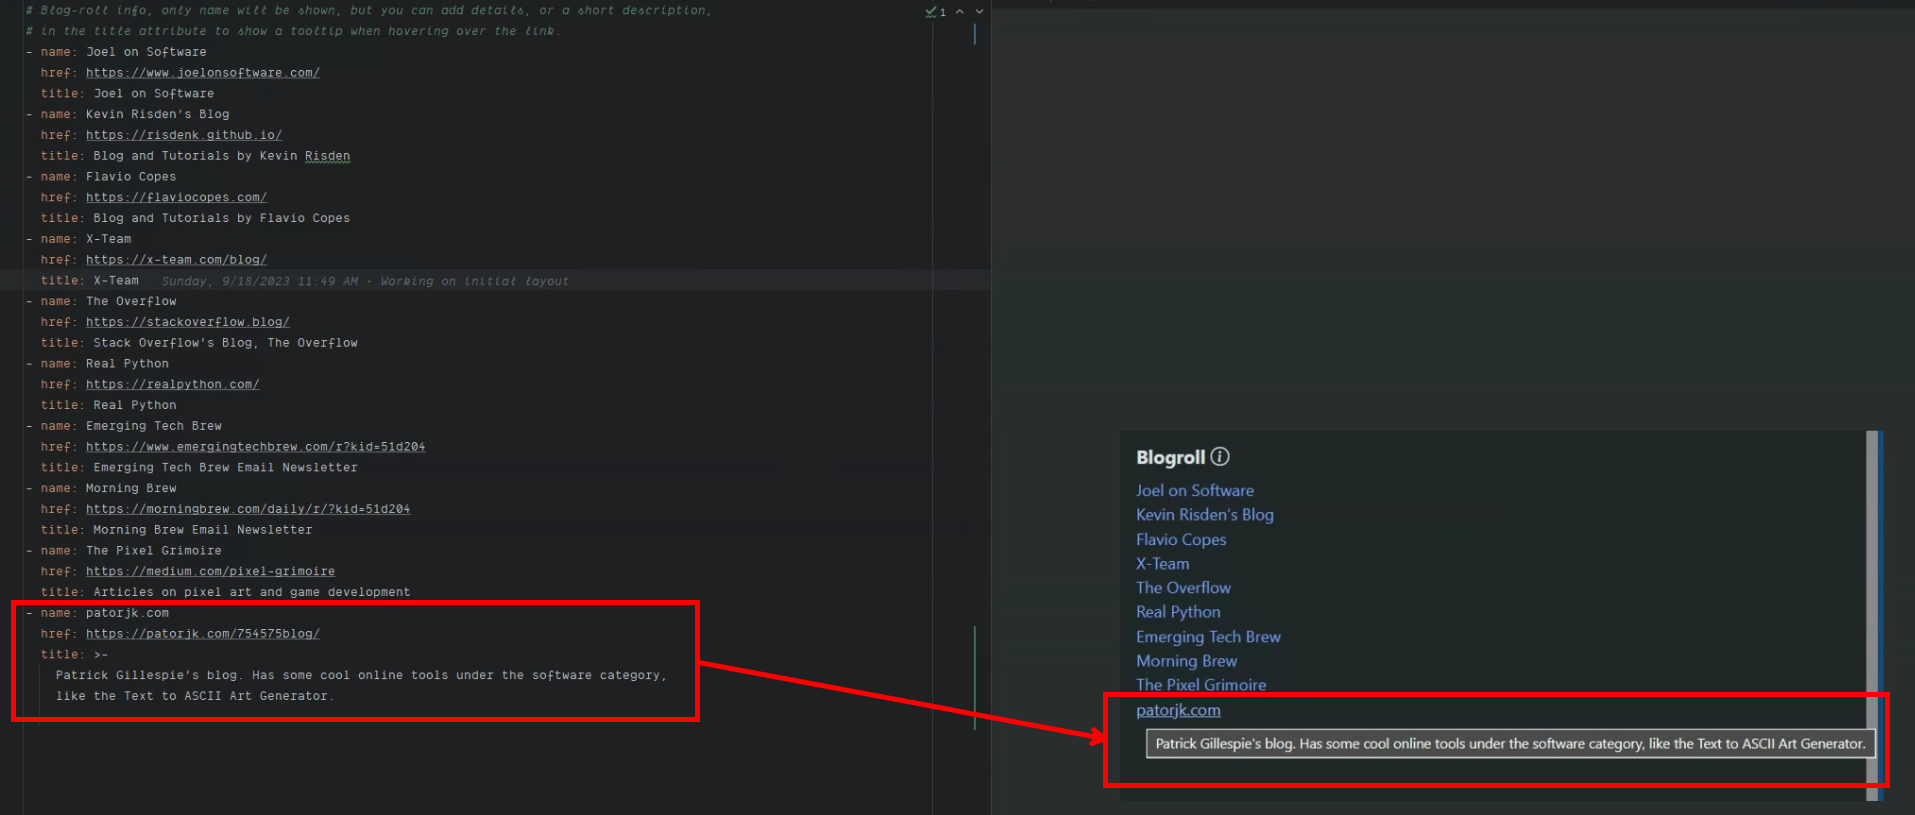 # Blog-roll info, only name will be shown, but you can add details, or a short description,
# in the title attribute to show a tooltip when hovering over the link.
- name: Joel on Software
href: https://www.joelonsoftware.com/
title: Joel on Software
- name: Kevin Risden's Blog
href: https://risdenk.github.io/
title: Blog and Tutorials by Kevin Risden
- name: Flavio Copes
href: https://flaviocopes.com/
title: Blog and Tutorials by Flavio Copes
- name: X-Team
href: https://x-team.com/blog/
title: X-Team Sunday, 9/18/2023 11:49 AM · Working on initial layout
- name: The Overflow
href: https://stackoverflow.blog/
title: Stack Overflow's Blog, The Overflow
- name: Real Python
href: https://realpython.com/
title: Real Python
- name: Emerging Tech Brew
href: https://www.emergingtechbrew.com/r?kid=51d204
title: Emerging Tech Brew Email Newsletter
- name: Morning Brew
href: https://morningbrew.com/daily/r/?kid=51d204
title: Morning Brew Email Newsletter
- name: The Pixel Grimoire
href: https://medium.com/pixel-grimoire
title: Articles on pixel art and game development
- name: patorjk.com
href: https://patorjk.com/754575blog/
title: >-
Patrick Gillespie's blog. Has some cool online tools under the software category,
like the Text to ASCII Art Generator.
1
Blogroll
Joel on Software
Kevin Risden's Blog
Flavio Copes
X-Team
The Overflow
Real Python
Emerging Tech Brew
Morning Brew
The Pixel Grimoire
patorjk.com
Patrick Gillespie's blog. Has some cool online tools under the software category, like the Text to ASCII Art Generator.